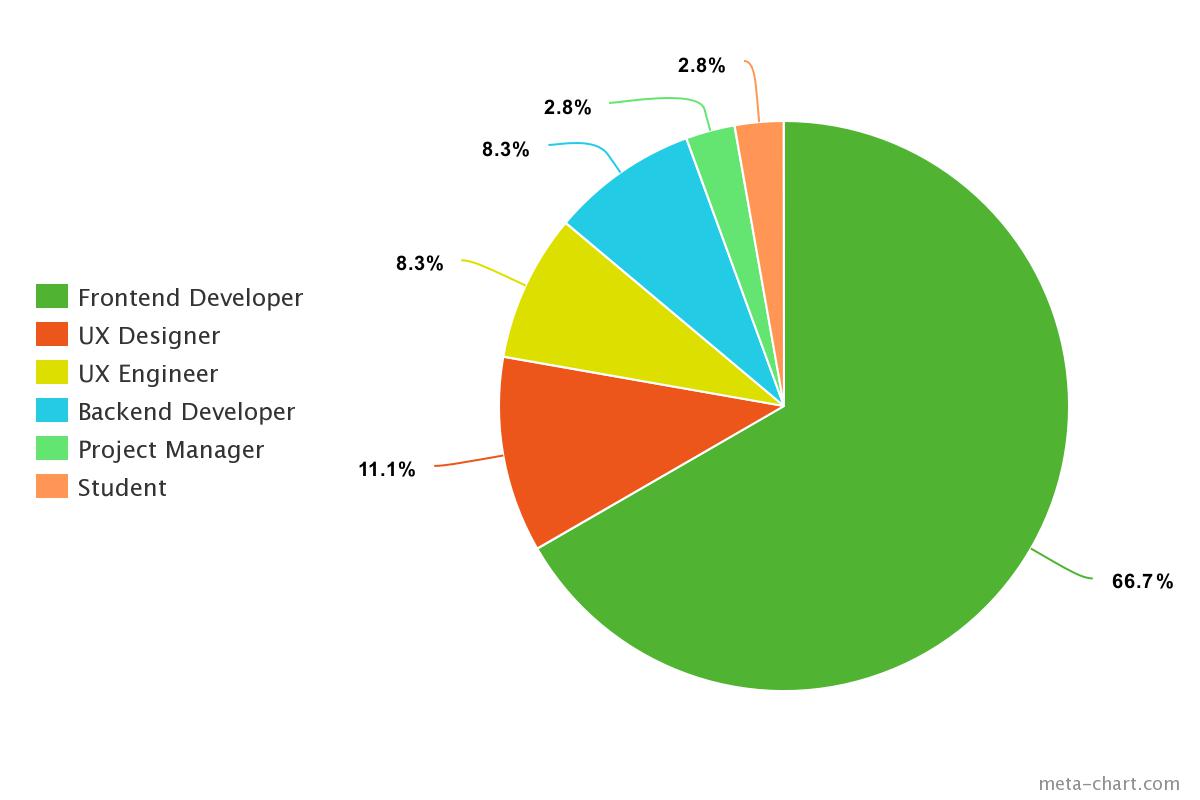 2.8%
2.8%
8.3%
8.3%
11.1%
66.7%
Frontend Developer
UX Designer
UX Engineer
Backend Developer
Project Manager
Student
meta-chart.com